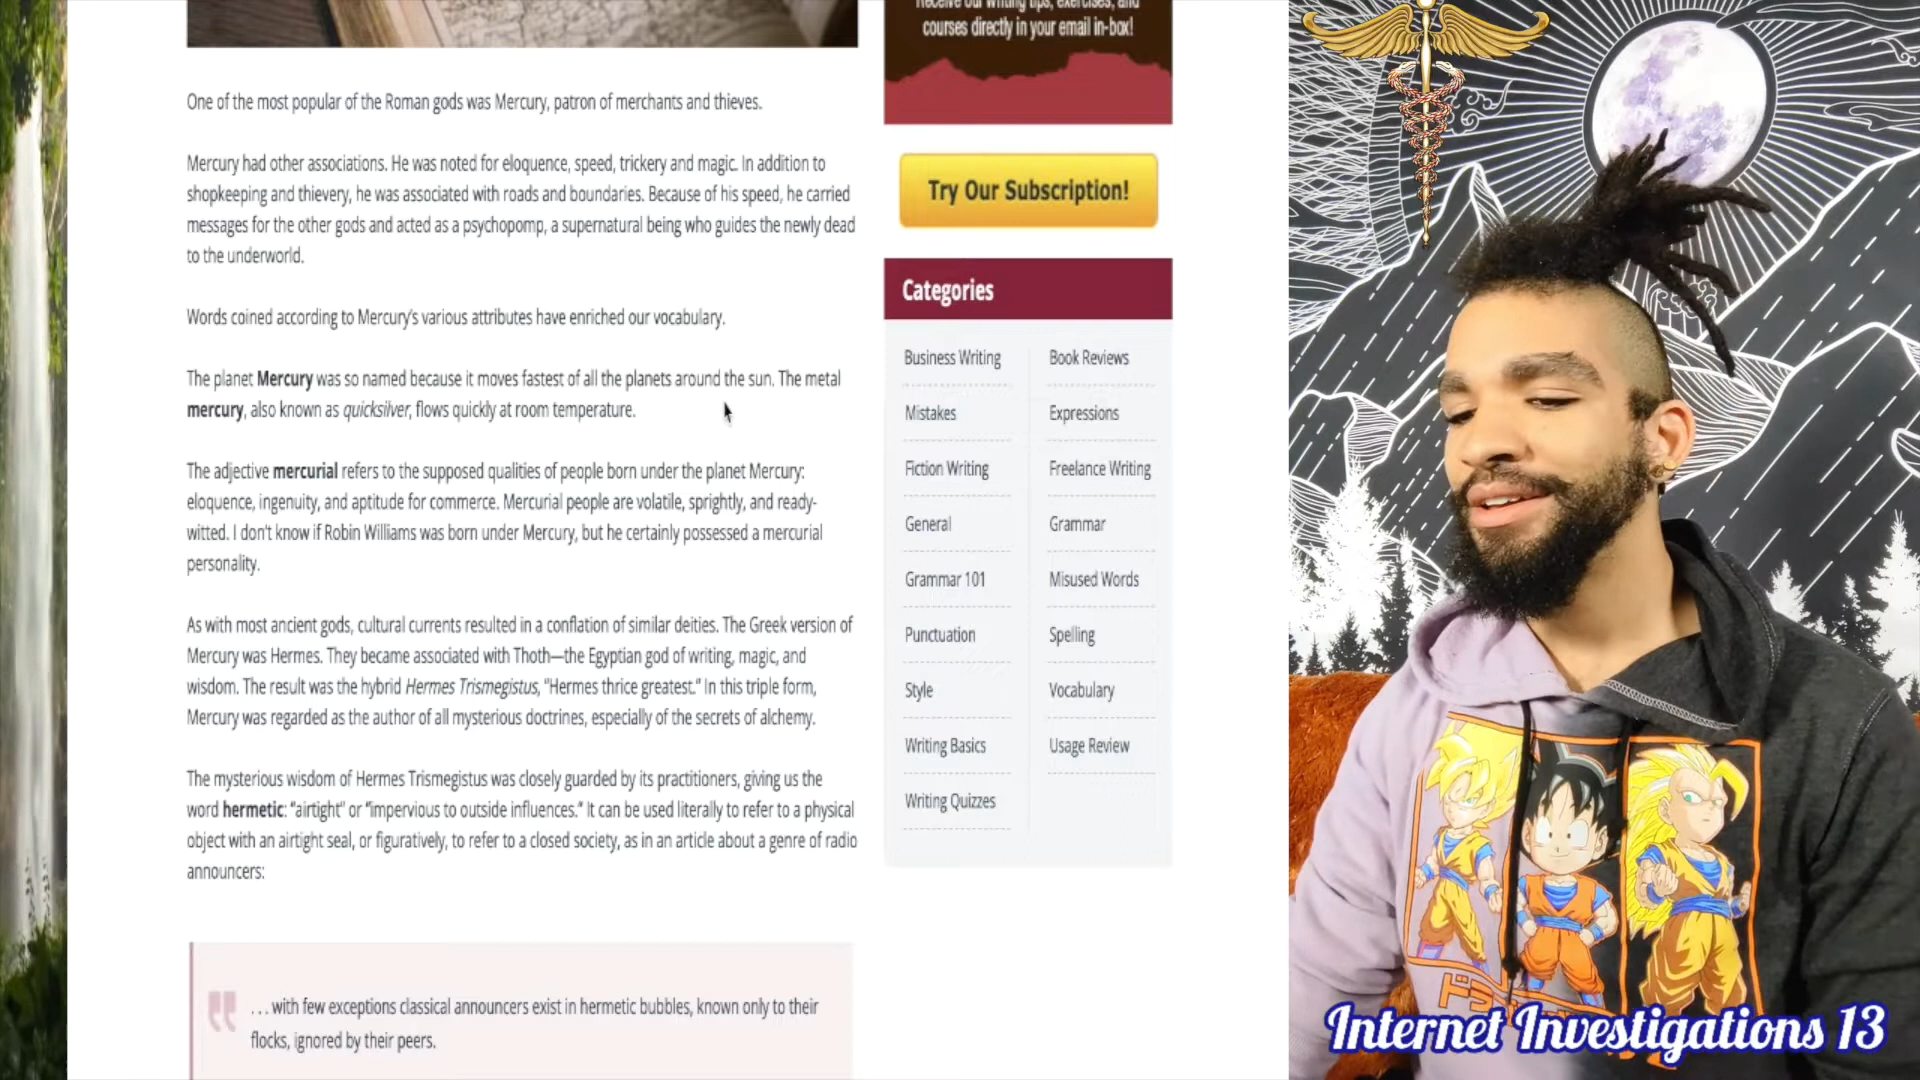 Receive our writing tips, exercises, and
courses directly in your email in-box!
One of the most popular of the Roman gods was Mercury, patron of merchants and thieves.
Mercury had other associations. He was noted for eloquence, speed, trickery and magic. In addition to
shopkeeping and thievery, he was associated with roads and boundaries. Because of his speed, he carried
messages for the other gods and acted as a psychopomp, a supernatural being who guides the newly dead
to the underworld.
Words coined according to Mercury's various attributes have enriched our vocabulary.
The planet Mercury was so named because it moves fastest of all the planets around the sun. The metal
mercury, also known as quicksilver, flows quickly at room temperature.
The adjective mercurial refers to the supposed qualities of people born under the planet Mercury:
eloquence, ingenuity, and aptitude for commerce. Mercurial people are volatile, sprightly, and ready-
witted. I don't know if Robin Williams was born under Mercury, but he certainly possessed a mercurial
personality.
As with most ancient gods, cultural currents resulted in a conflation of similar deities. The Greek version of
Mercury was Hermes. They became associated with Thoth—the Egyptian god of writing, magic, and
wisdom. The result was the hybrid Hermes Trismegistus, "Hermes thrice greatest." In this triple form,
Mercury was regarded as the author of all mysterious doctrines, especially of the secrets of alchemy.
The mysterious wisdom of Hermes Trismegistus was closely guarded by its practitioners, giving us the
word hermetic: "airtight" or "impervious to outside influences." It can be used literally to refer to a physical
object with an airtight seal, or figuratively, to refer to a closed society, as in an article about a genre of radio
announcers:
. . . with few exceptions classical announcers exist in hermetic bubbles, known only to their
flocks, ignored by their peers.
Try Our Subscription!
Categories
Business Writing
Book Reviews
Mistakes
Expressions
Fiction Writing
Freelance Writing
General
Grammar
Grammar 101
Misused Words
Punctuation
Spelling
Style
Vocabulary
Writing Basics
Usage Review
Writing Quizzes
Internet Investigations 13